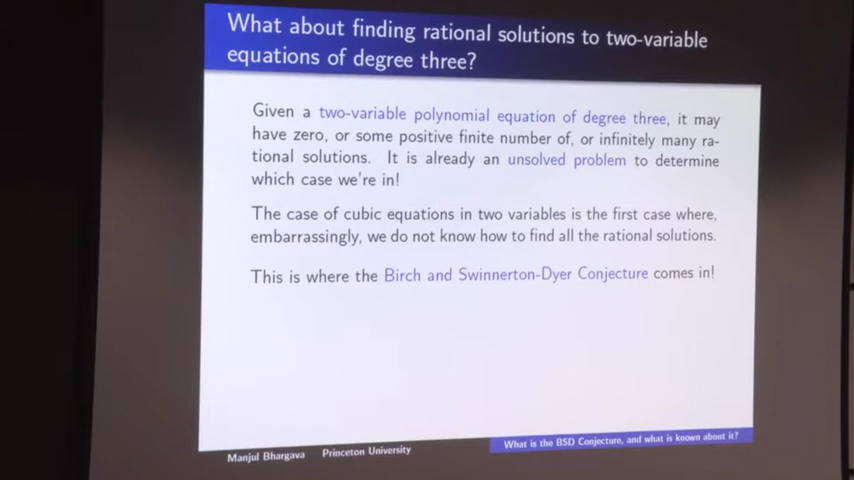 What about finding rational solutions to two-variable
equations of degree three?
Given a two-variable polynomial equation of degree three, it may
have zero, or some positive finite number of, or infinitely many ra-
tional solutions. It is already an unsolved problem to determine
which case we're in!
The case of cubic equations in two variables is the first case where,
embarrassingly, we do not know how to find all the rational solutions.
This is where the Birch and Swinnerton-Dyer Conjecture comes in!
Manjul Bhargava Princeton University
What is the BSD Conjecture, and what is known about it?